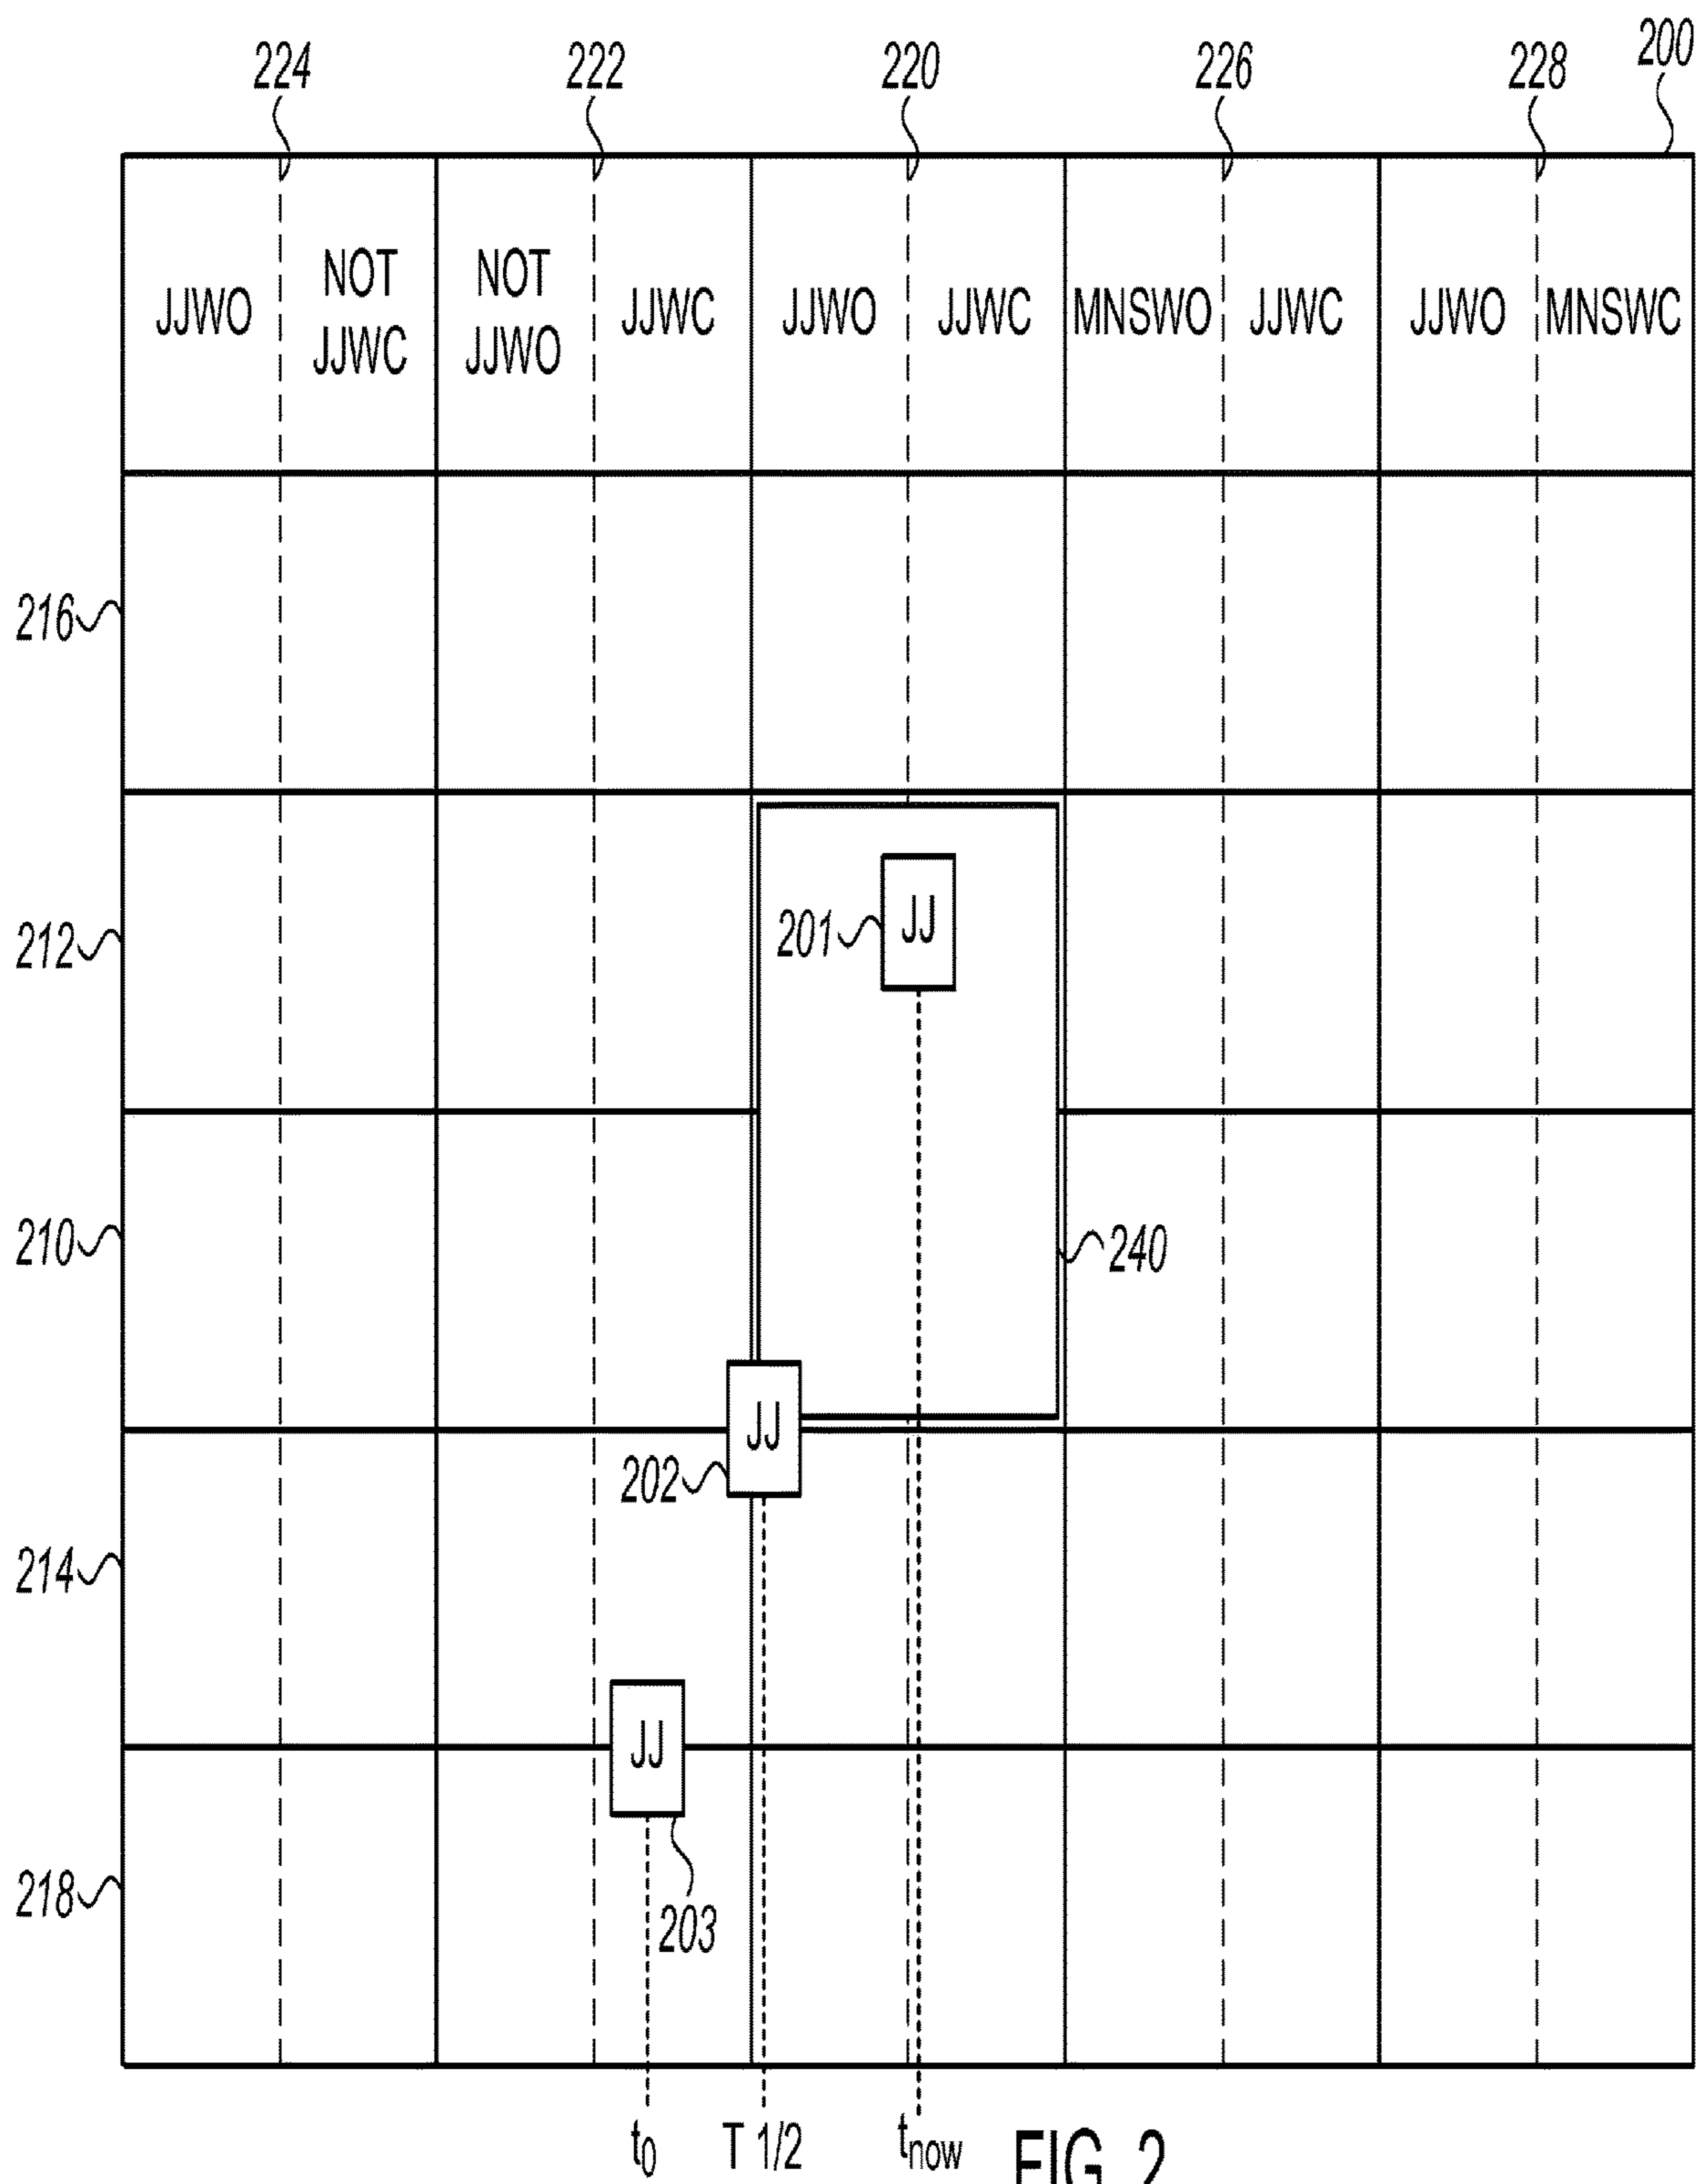 224 222 220 226 228 200
JJWO NOT JJWC NOT JJWO JJWC JJWO JJWC MNSWO JJWC JJWO MNSWC
216
212
201 JJ
210
240
JJ
202
214
JJ
218
203
t0 T 1/2 tnow
FIG. 2